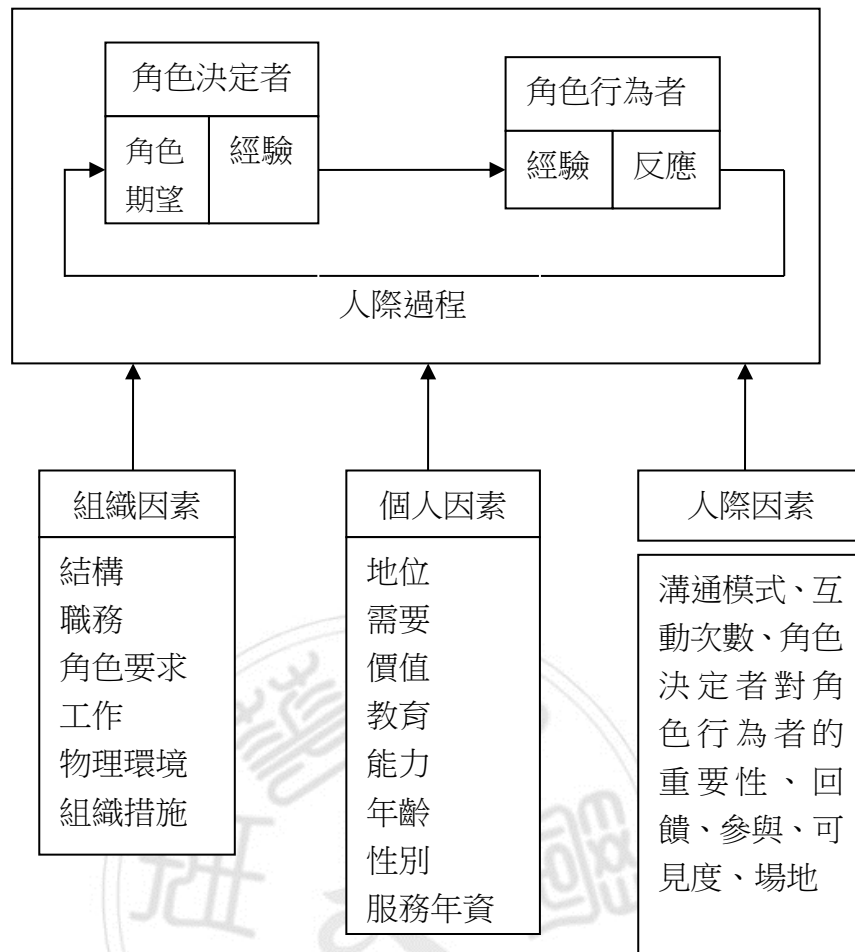 角色決定者
角色
期望
經驗
角色行為者
經驗
反應
人際過程
組織因素
結構
職務
角色要求
工作
物理環境
組織措施
個人因素
地位
需要
價值
教育
能力
年齡
性別
服務年資
人際因素
溝通模式、互
動次數、角色
決定者對角
色行為者的
重要性、回
饋、參與、可
見度、場地